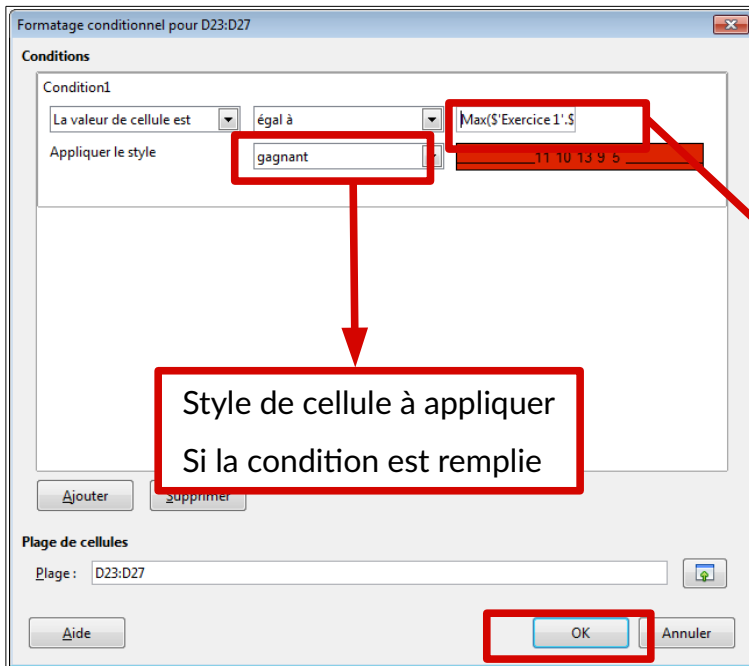 Formatage conditionnel pour D23:D27
Conditions
Condition1
La valeur de cellule est égal à Max($'Exercice 1'.$
Appliquer le style gagnant 11 10 13 9 5
Style de cellule à appliquer
Si la condition est remplie
Ajouter Supprimer
Plage de cellules
Plage : D23:D27
Aide OK Annuler